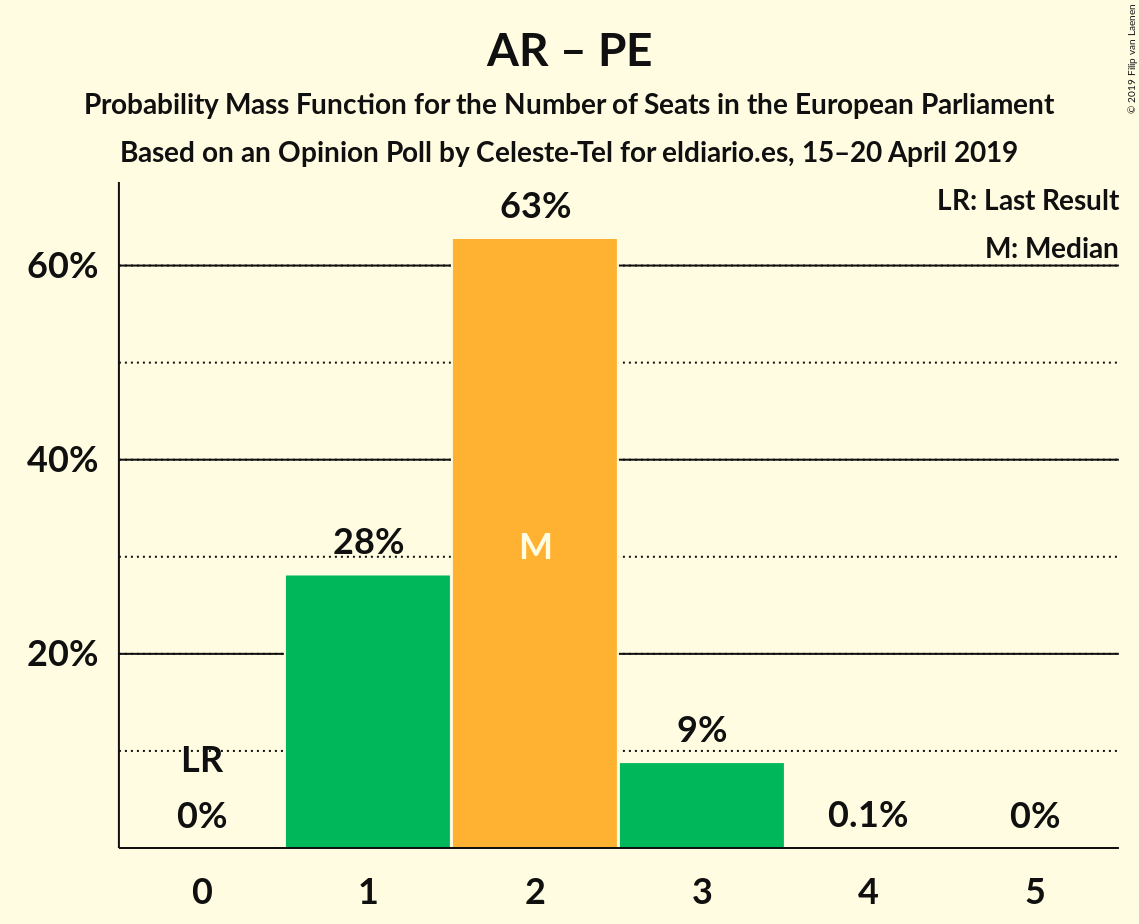 AR – PE
Probability Mass Function for the Number of Seats in the European Parliament
Based on an Opinion Poll by Celeste-Tel for eldiario.es, 15–20 April 2019
© 2019 Filip van Laenen
LR: Last Result
M: Median
63%
60%
40%
28%
M
20%
9%
LR
0%
0.1%
0%
0 1 2 3 4 5